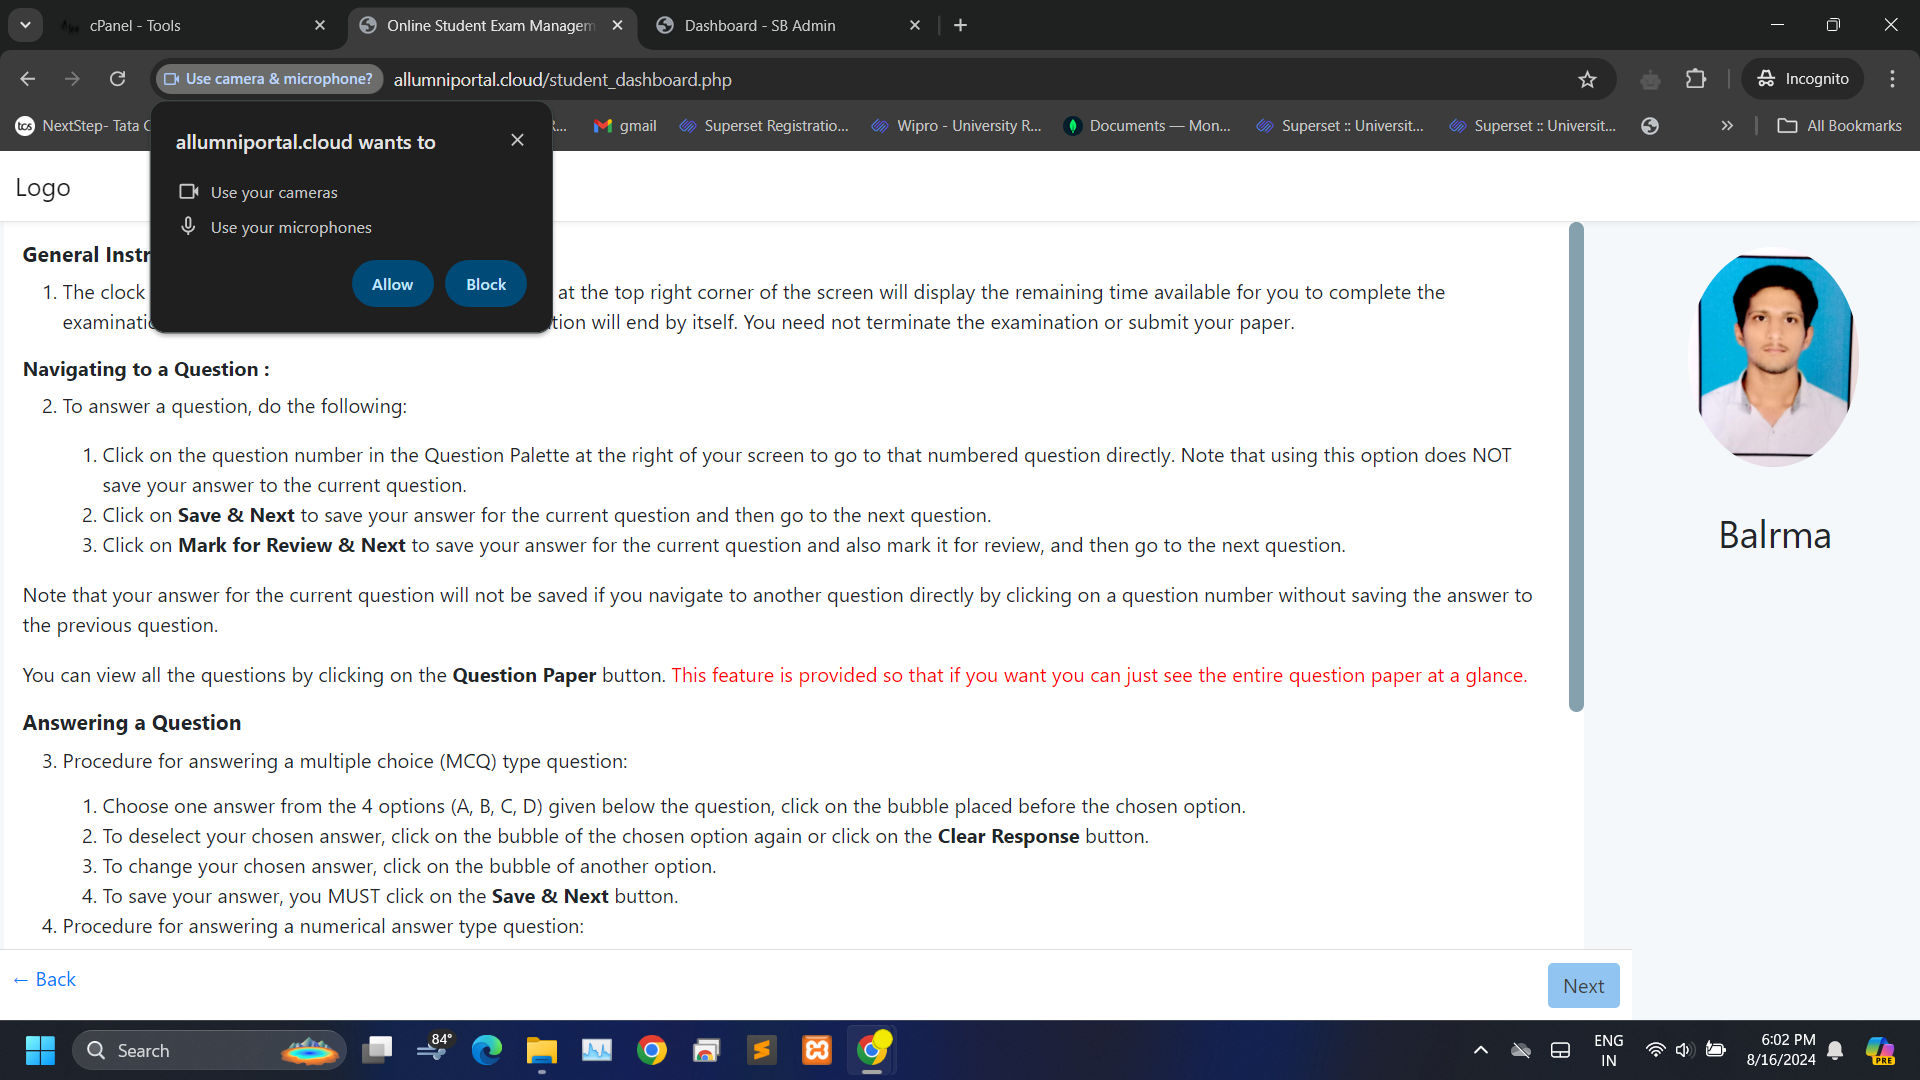 cPanel - Tools
Online Student Exam Managem
Dashboard - SB Admin
Use camera & microphone?
allumniportal.cloud/student_dashboard.php
Incognito
NextStep- Tata C
R...
gmail
Superset Registratio...
Wipro - University R...
Documents — Mon...
Superset :: Universit...
Superset :: Universit...
All Bookmarks
allumniportal.cloud wants to
Use your cameras
Use your microphones
Allow
Block
Logo
General Instr
1. The clock
at the top right corner of the screen will display the remaining time available for you to complete the
examinatio
tion will end by itself. You need not terminate the examination or submit your paper.
Navigating to a Question :
2. To answer a question, do the following:
1. Click on the question number in the Question Palette at the right of your screen to go to that numbered question directly. Note that using this option does NOT
save your answer to the current question.
2. Click on Save & Next to save your answer for the current question and then go to the next question.
3. Click on Mark for Review & Next to save your answer for the current question and also mark it for review, and then go to the next question.
Note that your answer for the current question will not be saved if you navigate to another question directly by clicking on a question number without saving the answer to
the previous question.
You can view all the questions by clicking on the Question Paper button. This feature is provided so that if you want you can just see the entire question paper at a glance.
Answering a Question
3. Procedure for answering a multiple choice (MCQ) type question:
1. Choose one answer from the 4 options (A, B, C, D) given below the question, click on the bubble placed before the chosen option.
2. To deselect your chosen answer, click on the bubble of the chosen option again or click on the Clear Response button.
3. To change your chosen answer, click on the bubble of another option.
4. To save your answer, you MUST click on the Save & Next button.
4. Procedure for answering a numerical answer type question:
Balrma
← Back
Next
Search
84°
ENG
IN
6:02 PM
8/16/2024
PRE
tcs